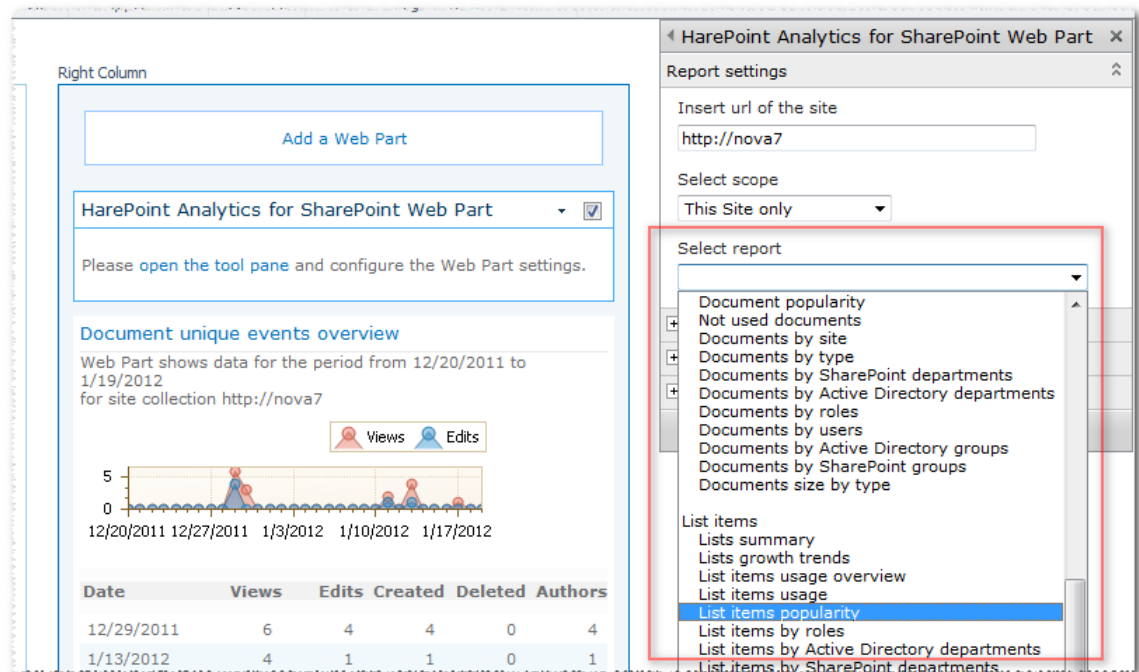 Right Column
Add a Web Part
HarePoint Analytics for SharePoint Web Part
Please open the tool pane and configure the Web Part settings.
Document unique events overview
Web Part shows data for the period from 12/20/2011 to
1/19/2012
for site collection http://nova7
Views Edits
5
0
12/20/2011 12/27/2011 1/3/2012 1/10/2012 1/17/2012
Date Views Edits Created Deleted Authors
12/29/2011 6 4 4 0 4
1/13/2012 4 1 1 0 1
HarePoint Analytics for SharePoint Web Part
Report settings
Insert url of the site
http://nova7
Select scope
This Site only
Select report
Document popularity
Not used documents
Documents by site
Documents by type
Documents by SharePoint departments
Documents by Active Directory departments
Documents by roles
Documents by users
Documents by Active Directory groups
Documents by SharePoint groups
Documents size by type
List items
Lists summary
Lists growth trends
List items usage overview
List items usage
List items popularity
List items by roles
List items by Active Directory departments
List items by SharePoint departments